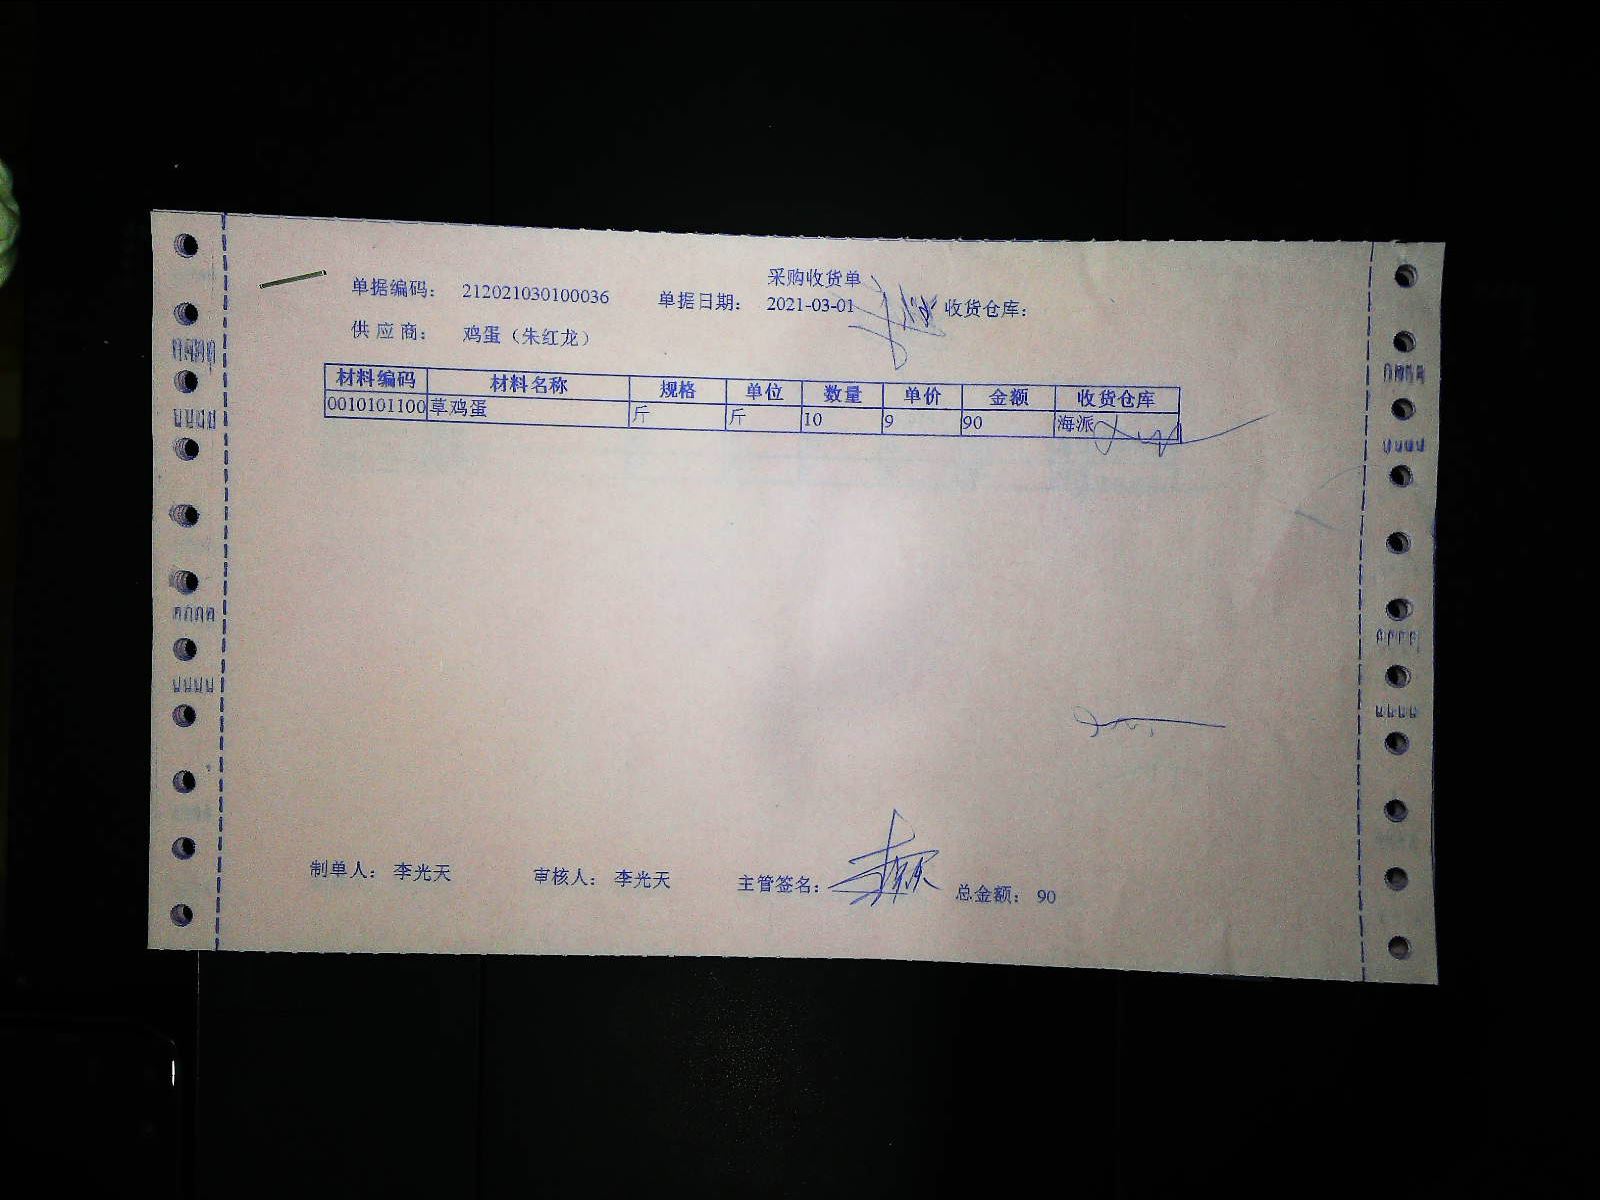 采购收货单
单据编码： 212021030100036 单据日期： 2021-03-01 收货仓库：
供 应 商： 鸡蛋（朱红龙）
材料编码 材料名称 规格 单位 数量 单价 金额 收货仓库
0010101100 草鸡蛋 斤 斤 10 9 90 海派
制单人： 李光天 审核人： 李光天 主管签名： 总金额： 90